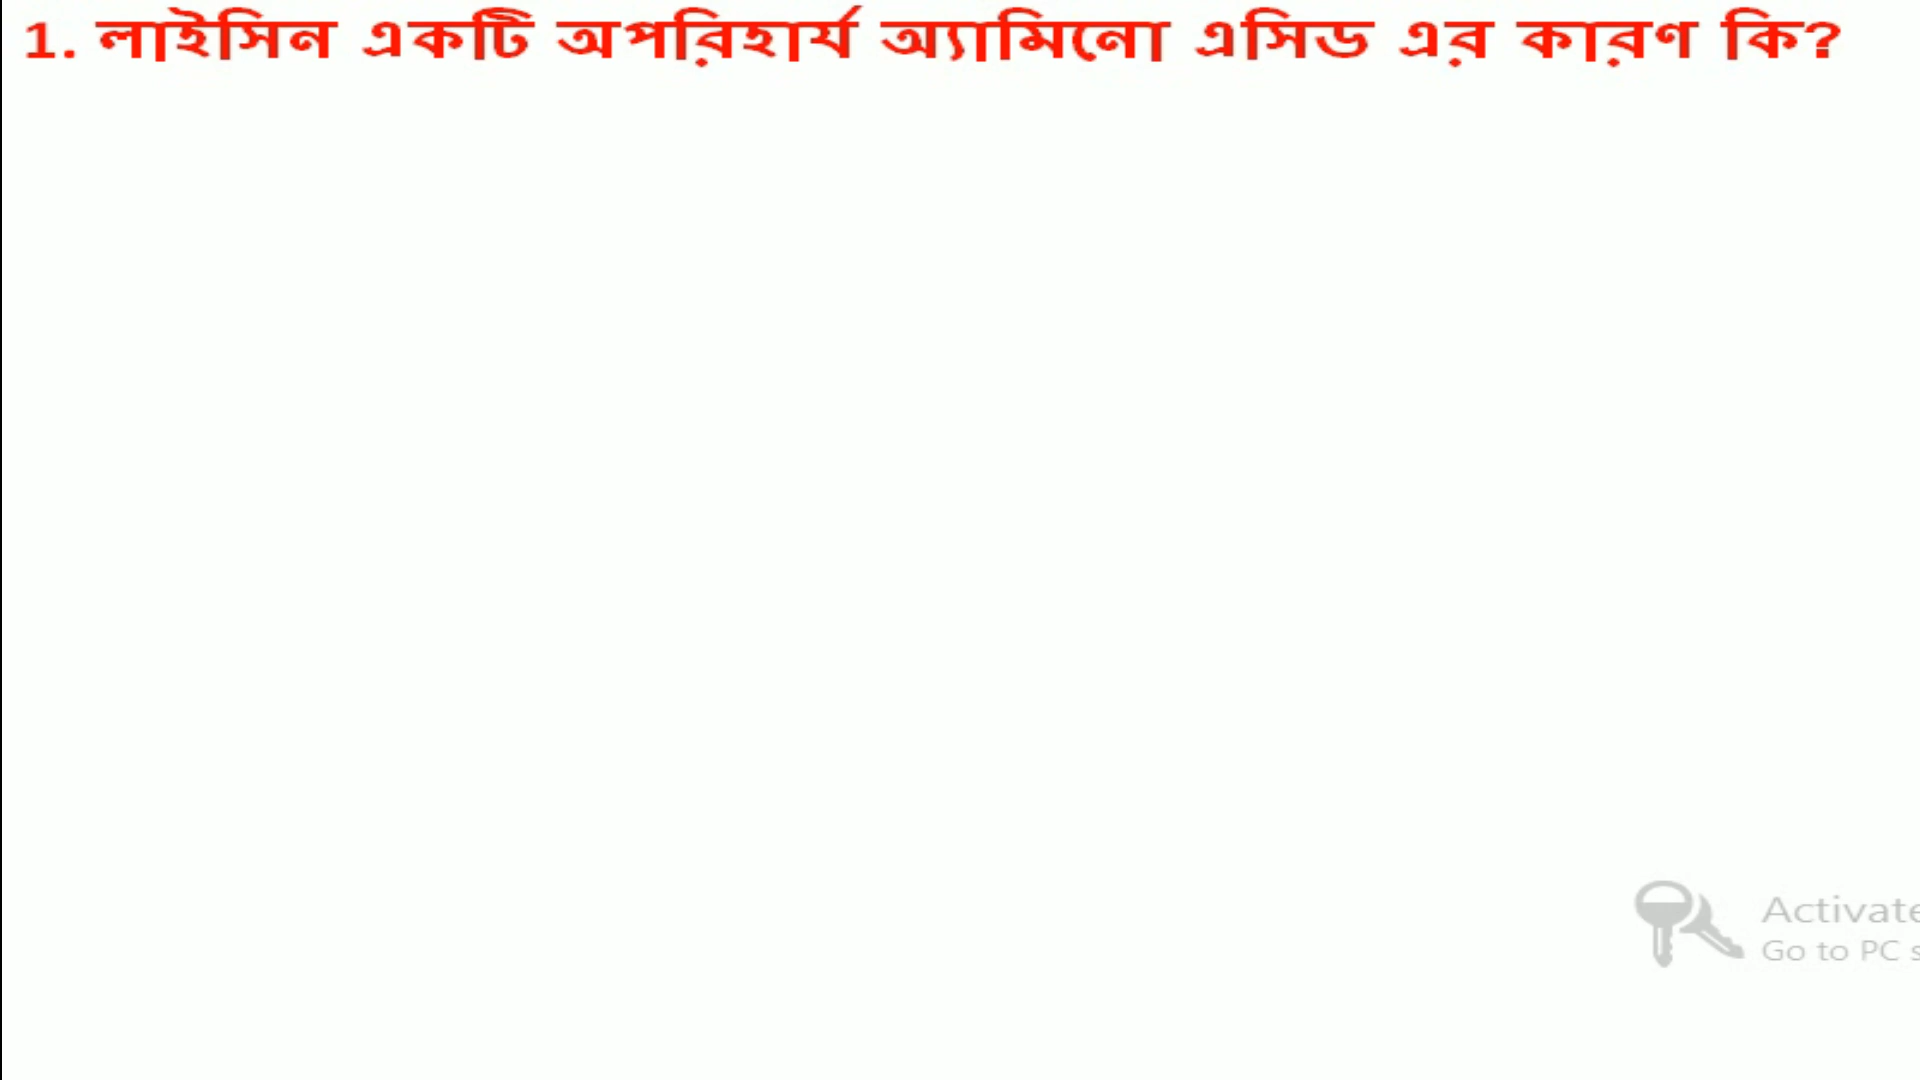 1. লাইসিন একটি অপরিহার্য অ্যামিনো এসিড এর কারণ কি?
Activate
Go to PC s